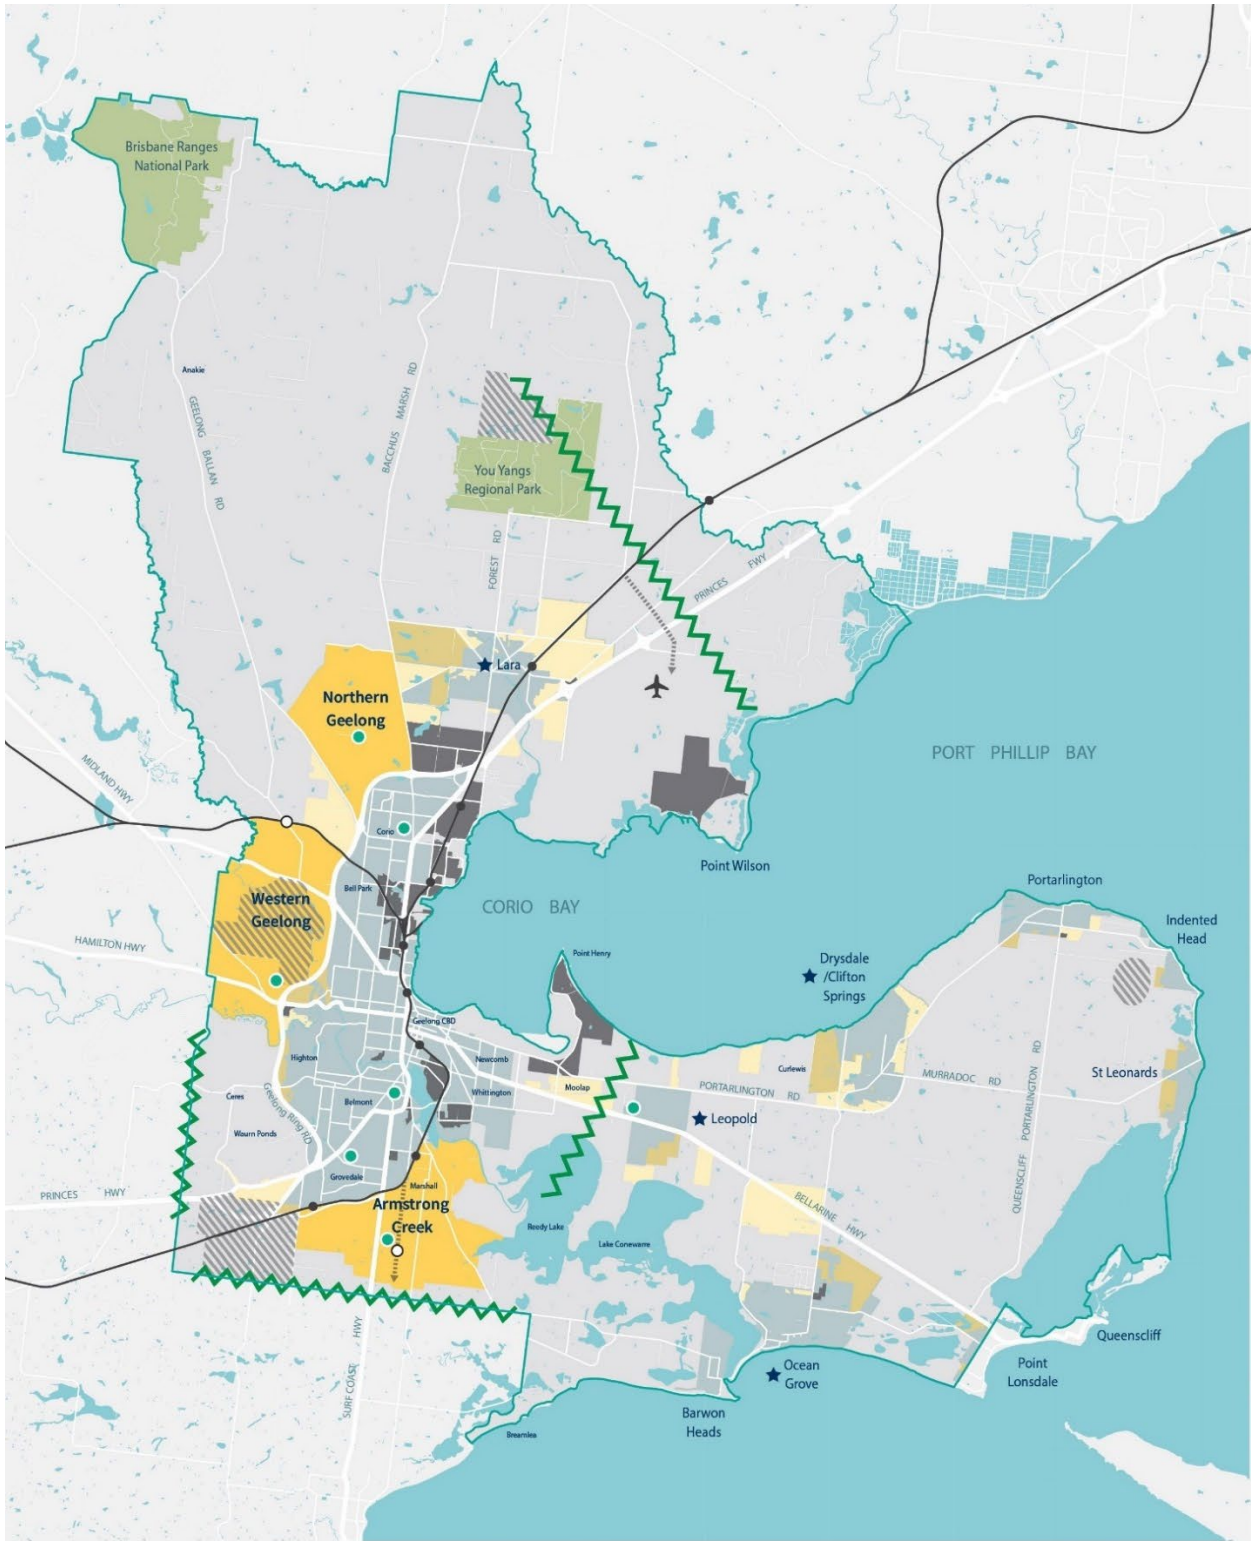 Brisbane Ranges
National Park
Anakie
GEELONG BALLAN RD
BACCHUS MARSH RD
You Yangs
Regional Park
FOREST RD
PRINCES FWY
Lara
Northern
Geelong
MIDLAND HWY
PORT PHILLIP BAY
Corio
Point Wilson
Bell Park
Western
Geelong
CORIO BAY
Portarlington
HAMILTON HWY
Indented
Head
Point Henry
Drysdale
/Clifton
Springs
Geelong CBD
Highton
Newcomb
Curlewis
QUEENSCLIFF PORTARLINGTON RD
MURRADOC RD
St Leonards
Moolap
PORTARLINGTON RD
Whittington
Ceres
Geelong Ring RD
Belmont
Leopold
Waurn Ponds
Grovedale
Marshall
PRINCES HWY
Armstrong
Creek
BELLARINE HWY
Reedy Lake
Lake Connewarre
SURF COAST HWY
Queenscliff
Ocean
Grove
Point
Lonsdale
Barwon
Heads
Breamlea